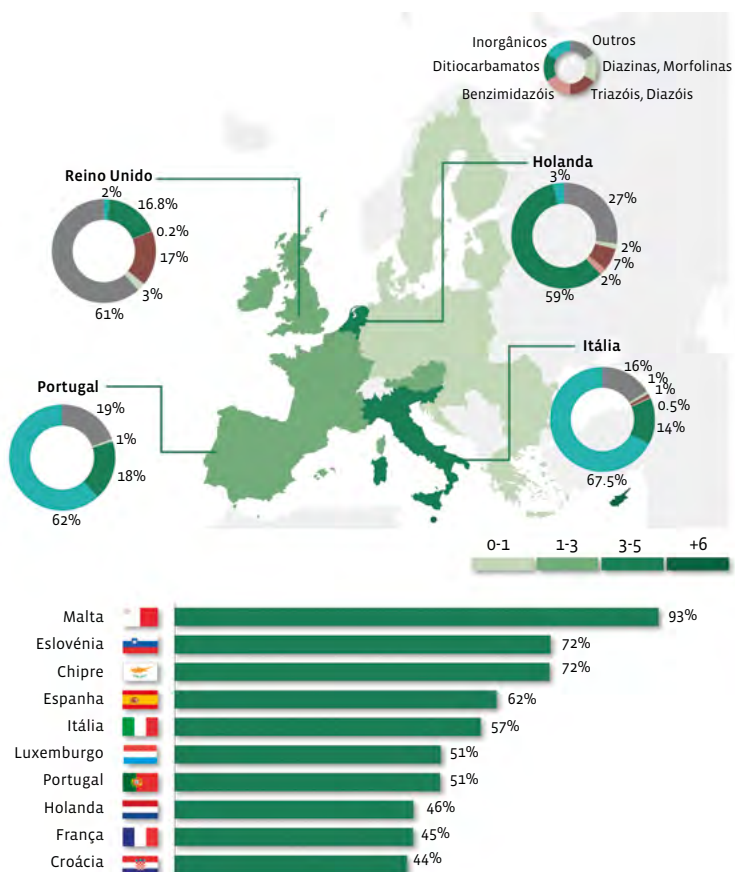 Inorgânicos
Outros
Ditiocarbamatos
Diazinas, Morfolinas
Benzimidazóis
Triazóis, Diazóis
Reino Unido
2%
16.8%
0.2%
17%
3%
61%
Holanda
3%
27%
2%
7%
2%
59%
Portugal
19%
1%
18%
62%
Itália
16%
1%
1%
0.5%
14%
67.5%
0-1 1-3 3-5 +6
Malta 93%
Eslovénia 72%
Chipre 72%
Espanha 62%
Itália 57%
Luxemburgo 51%
Portugal 51%
Holanda 46%
França 45%
Croácia 44%